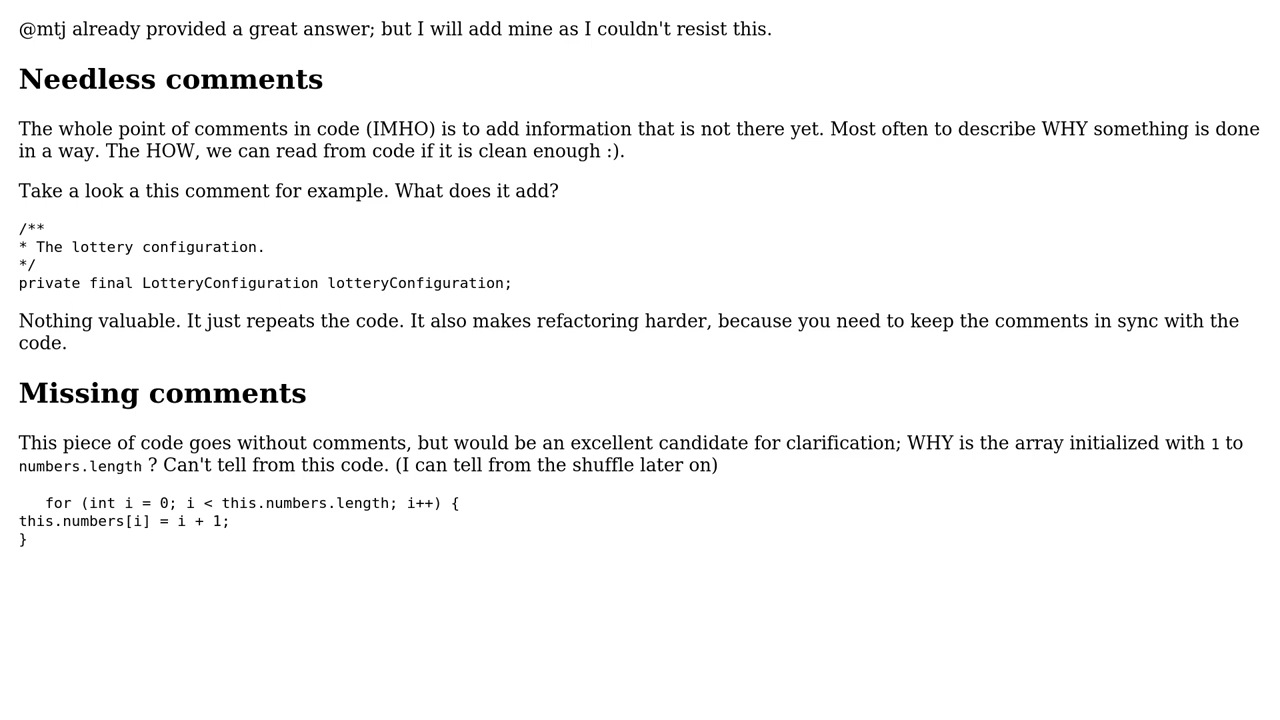 @mtj already provided a great answer; but I will add mine as I couldn't resist this.
Needless comments
The whole point of comments in code (IMHO) is to add information that is not there yet. Most often to describe WHY something is done
in a way. The HOW, we can read from code if it is clean enough :).
Take a look a this comment for example. What does it add?
/**
* The lottery configuration.
*/
private final LotteryConfiguration lotteryConfiguration;
Nothing valuable. It just repeats the code. It also makes refactoring harder, because you need to keep the comments in sync with the
code.
Missing comments
This piece of code goes without comments, but would be an excellent candidate for clarification; WHY is the array initialized with 1 to
numbers.length ? Can't tell from this code. (I can tell from the shuffle later on)
   for (int i = 0; i < this.numbers.length; i++) {
this.numbers[i] = i + 1;
}